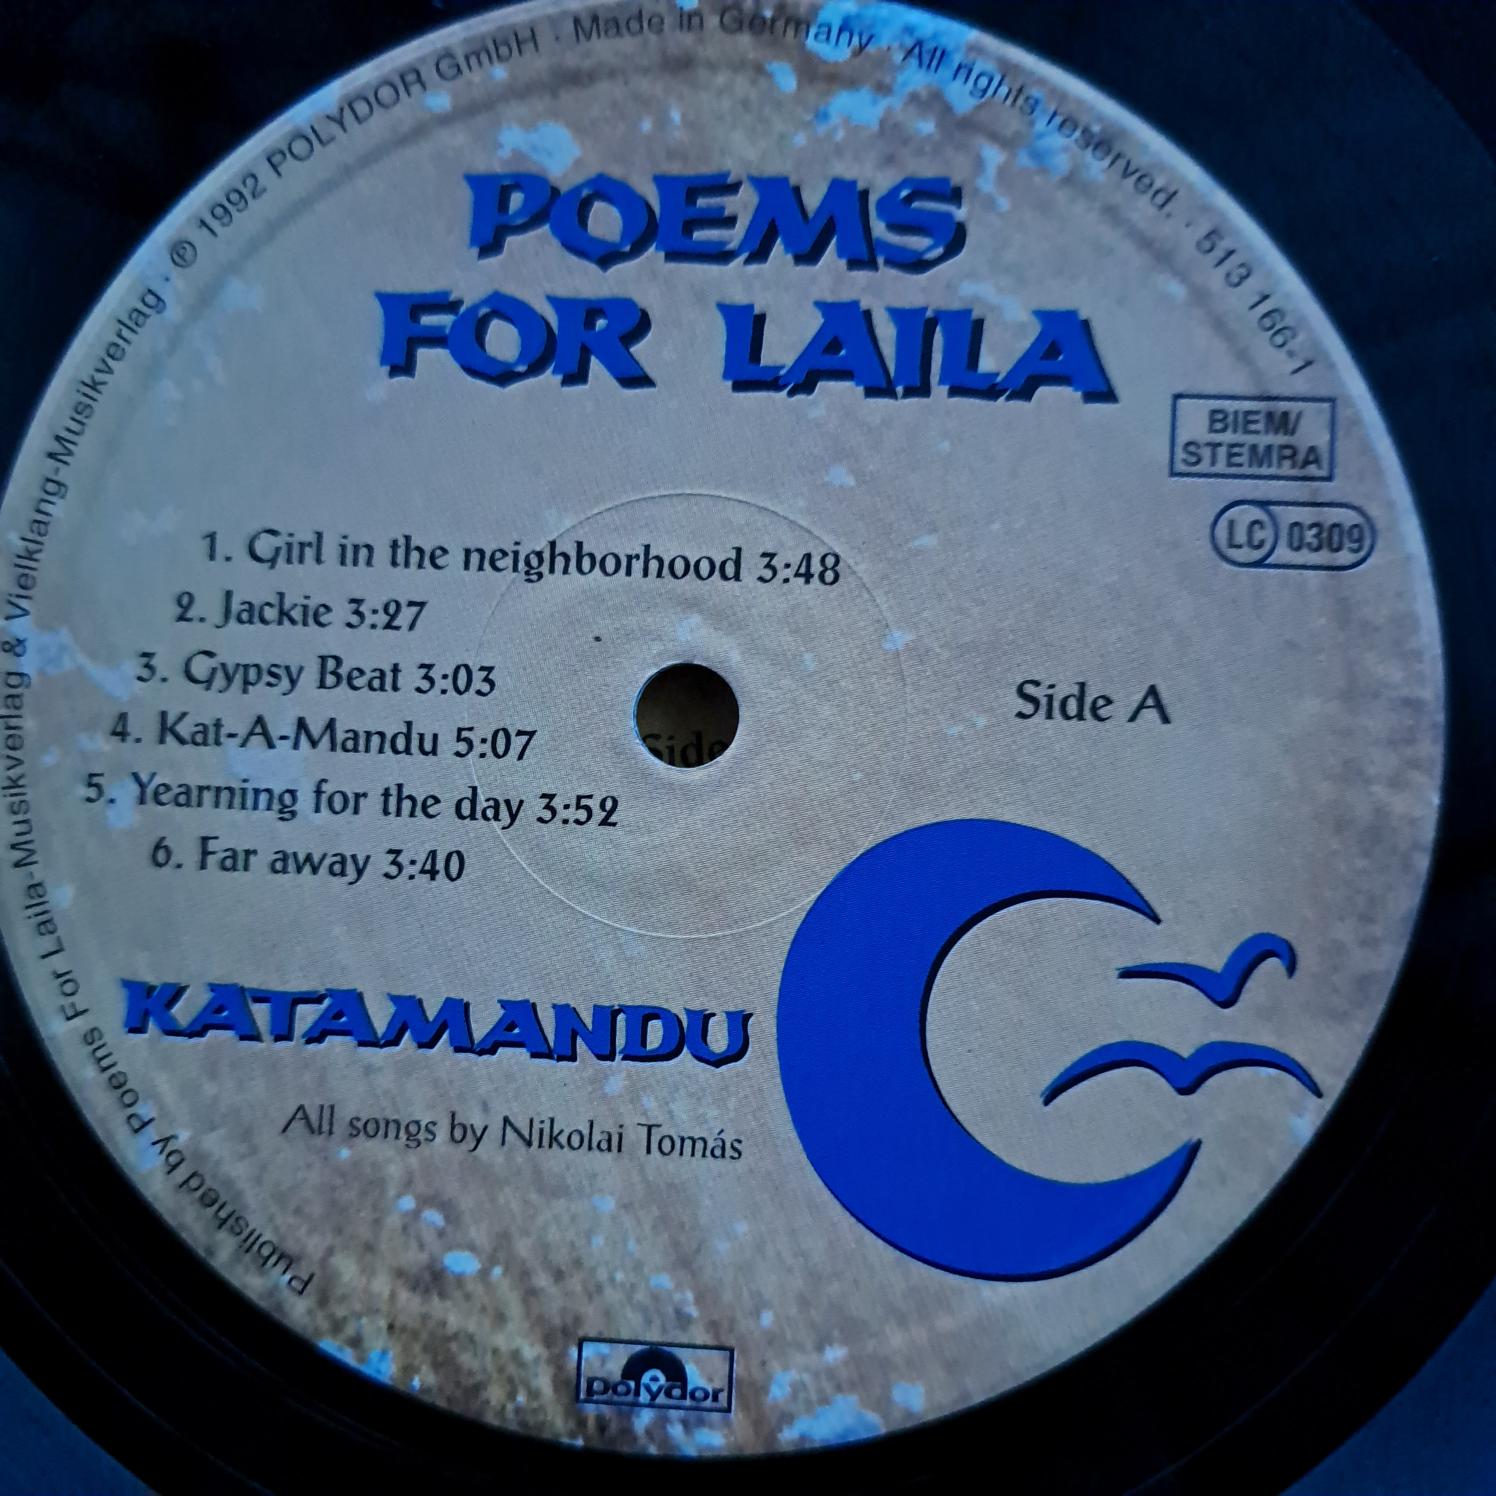 Published by Poems For Laila-Musikverlag & Vielklang-Musikverlag · ℗ 1992 POLYDOR GmbH · Made in Germany · All rights reserved. · 513 166-1
POEMS
FOR LAILA
BIEM/
STEMRA
LC 0309
1. Girl in the neighborhood 3:48
2. Jackie 3:27
3. Gypsy Beat 3:03
4. Kat-A-Mandu 5:07
5. Yearning for the day 3:52
6. Far away 3:40
Side A
Side
KATAMANDU
All songs by Nikolai Tomás
polydor